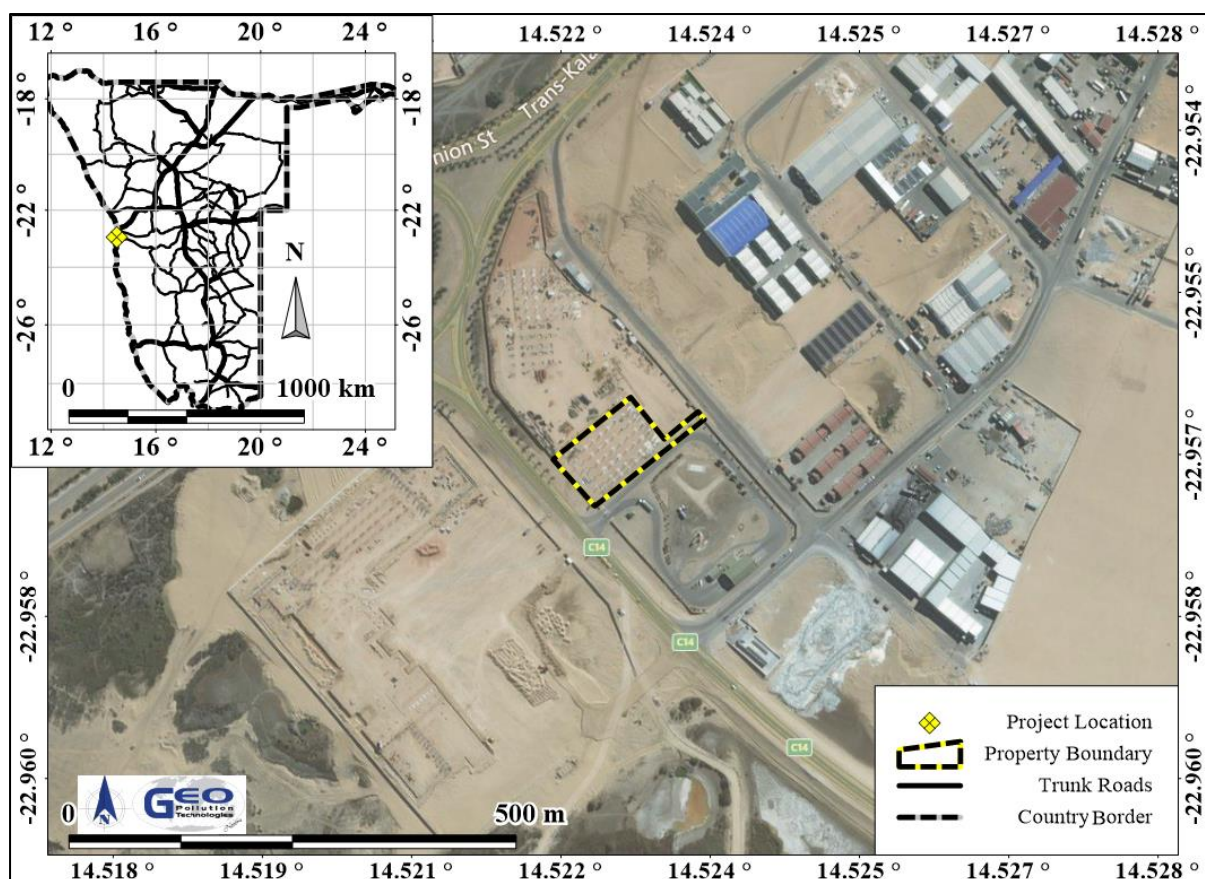 12 ° 16 ° 20 ° 24 °
14.522 ° 14.524 ° 14.525 ° 14.527 ° 14.528 °
-18 °
-22 °
-26 °
-18 °
-22 °
-26 °
N
0 1000 km
12 ° 16 ° 20 ° 24 °
nion St Trans-Kala
-22.954 °
-22.955 °
-22.957 °
-22.958 °
-22.960 °
C14
C14
C14
-22.958 °
-22.960 °
Project Location
Property Boundary
Trunk Roads
Country Border
N
GEO
Pollution
Technologies
0 500 m
14.518 ° 14.519 ° 14.521 ° 14.522 ° 14.524 ° 14.525 ° 14.527 ° 14.528 °